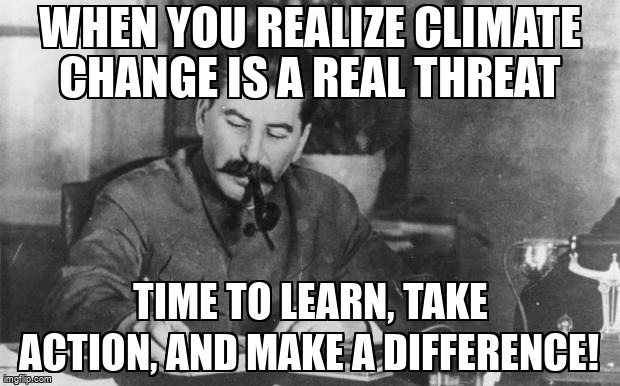 WHEN YOU REALIZE CLIMATE
CHANGE IS A REAL THREAT
TIME TO LEARN, TAKE
ACTION, AND MAKE A DIFFERENCE!
imgflip.com